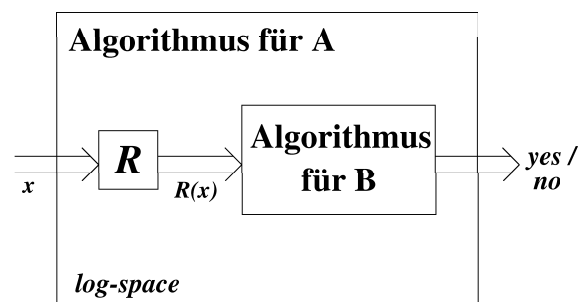 Algorithmus für A
R
Algorithmus
für B
yes /
no
x
R(x)
log-space